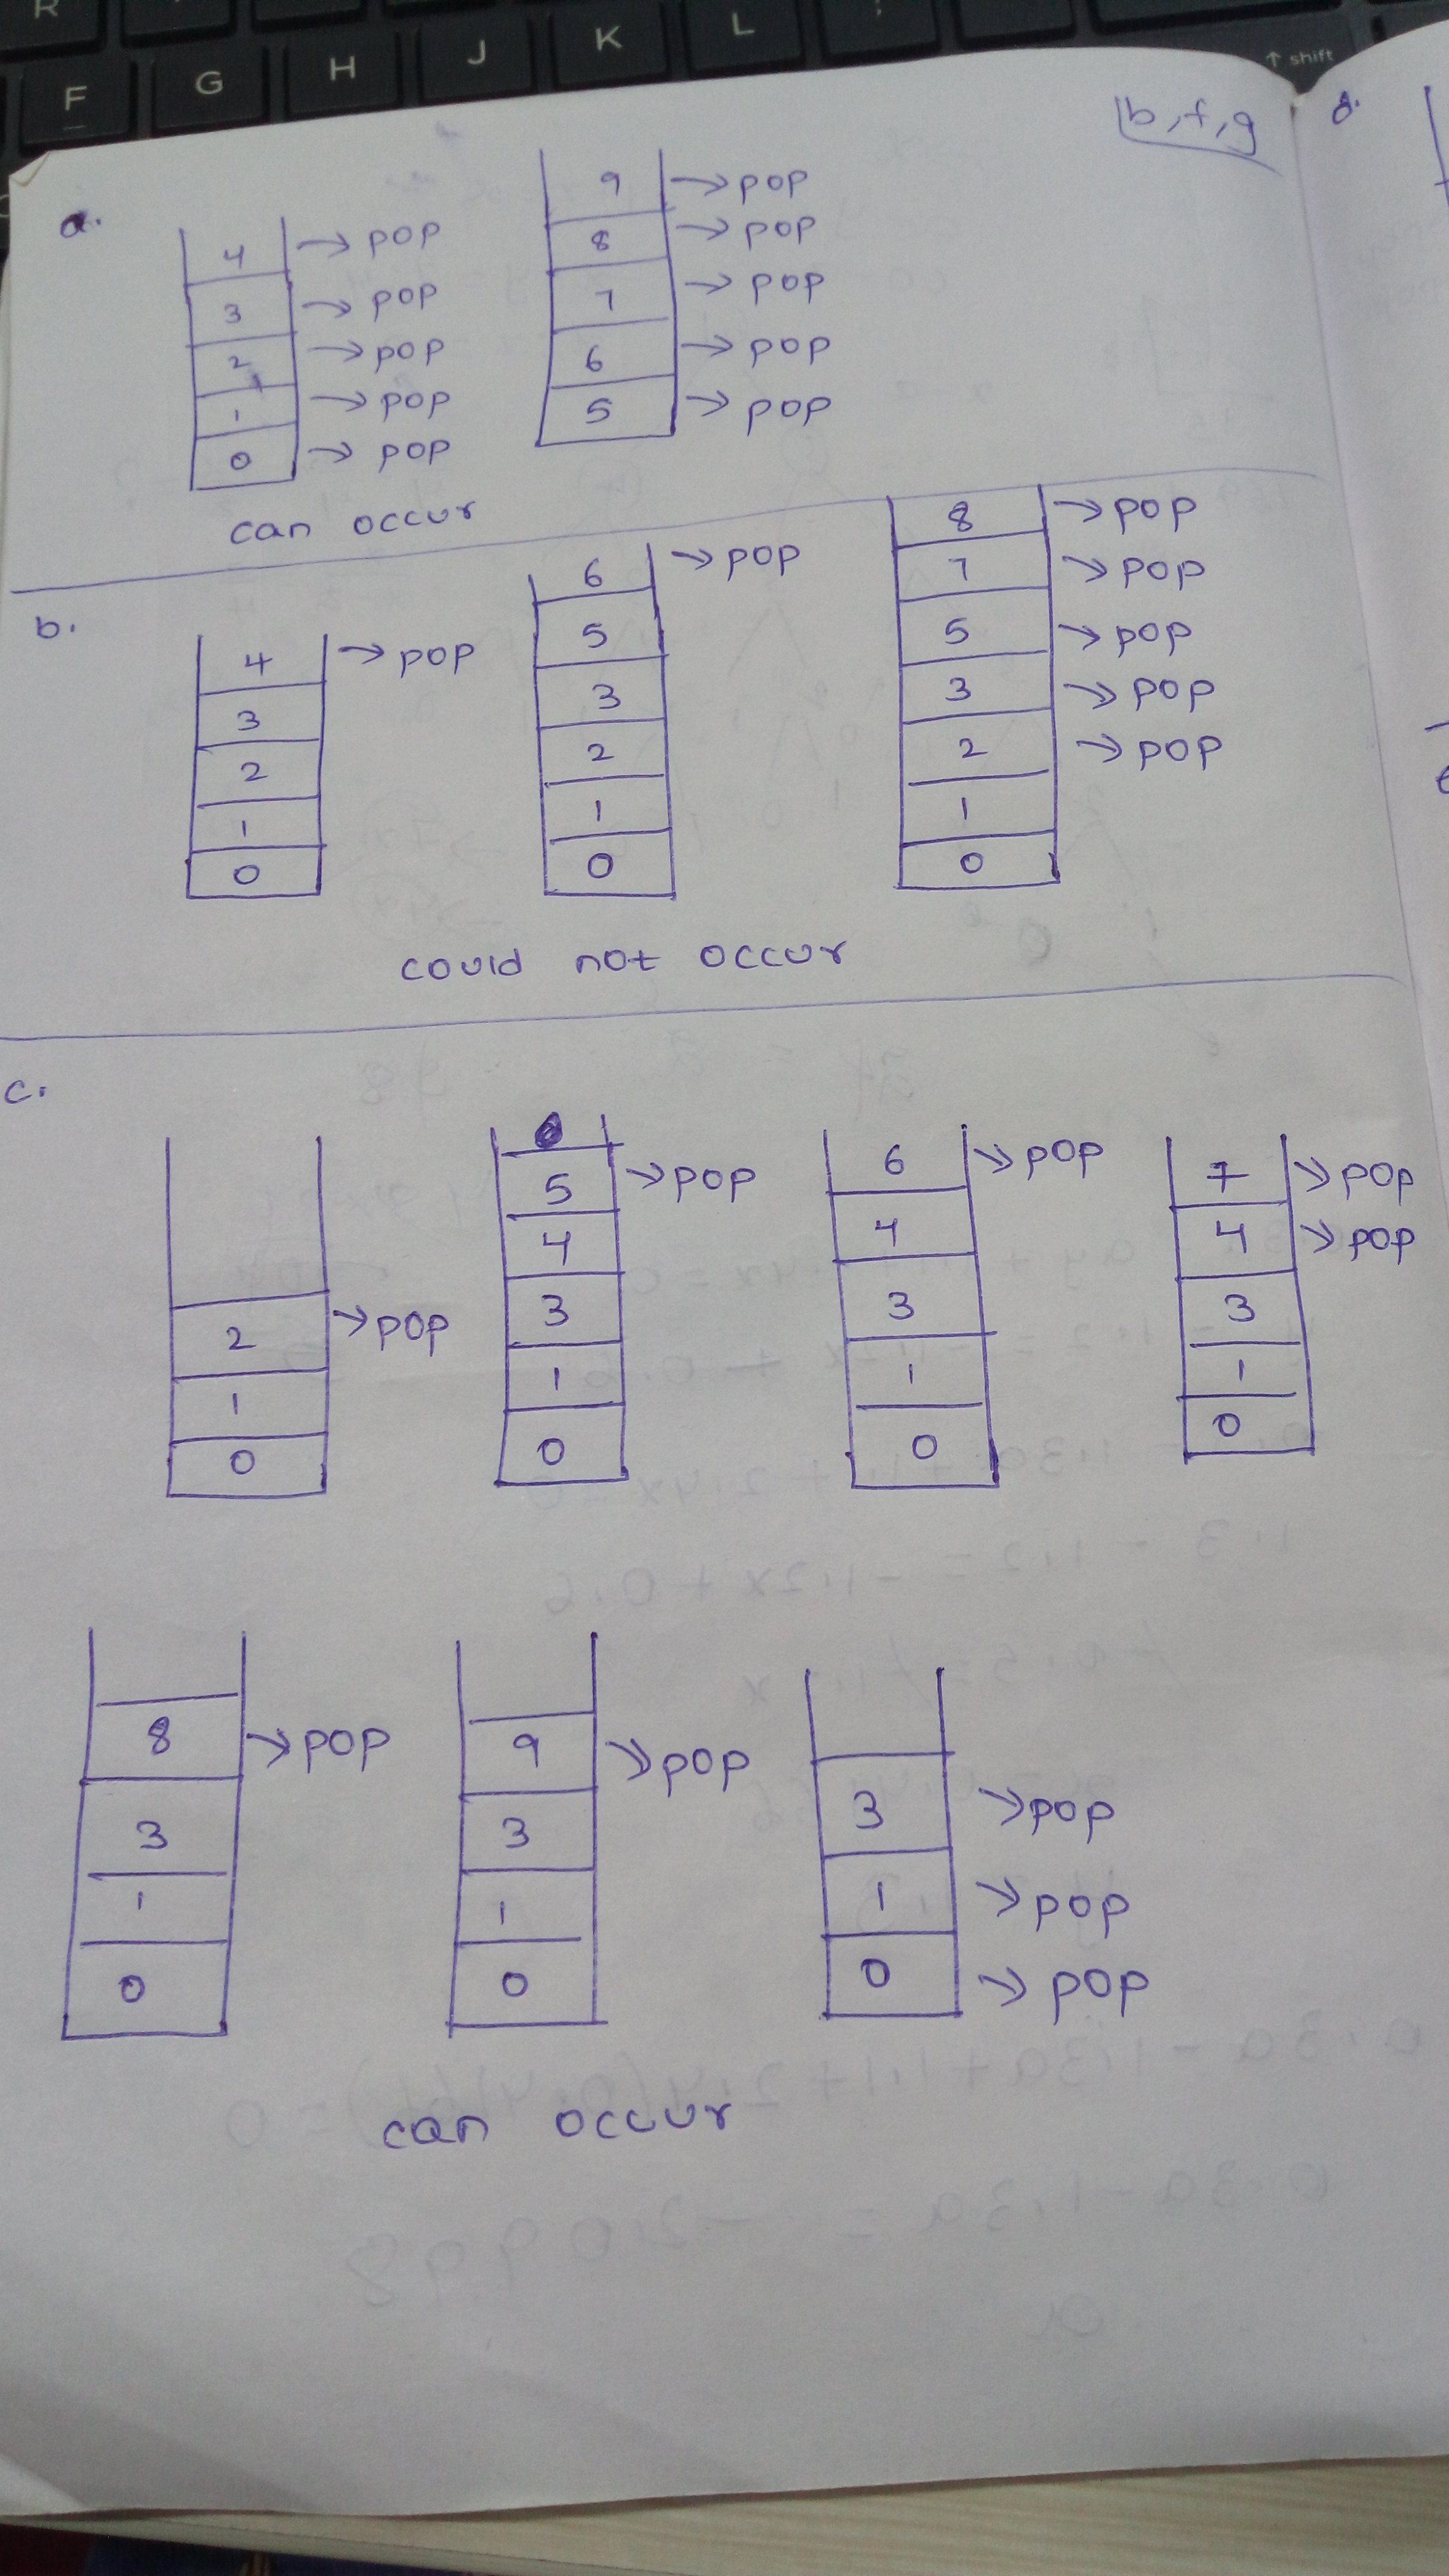 R
F G H J K L
↑ shift
b,f,g
d.
a.
4 → pop
3 → pop
2 → pop
1 → pop
0 → pop
9 → pop
8 → pop
7 → pop
6 → pop
5 → pop
can occur
b.
4 → pop
3
2
1
0
6 → pop
5
3
2
1
0
8 → pop
7 → pop
5 → pop
3 → pop
2 → pop
1
0
could not occur
c.
2 → pop
1
0
5 → pop
4
3
1
0
6 → pop
4
3
1
0
7 → pop
4 → pop
3
1
0
8 → pop
3
1
0
9 → pop
3
1
0
3 → pop
1 → pop
0 → pop
can occur